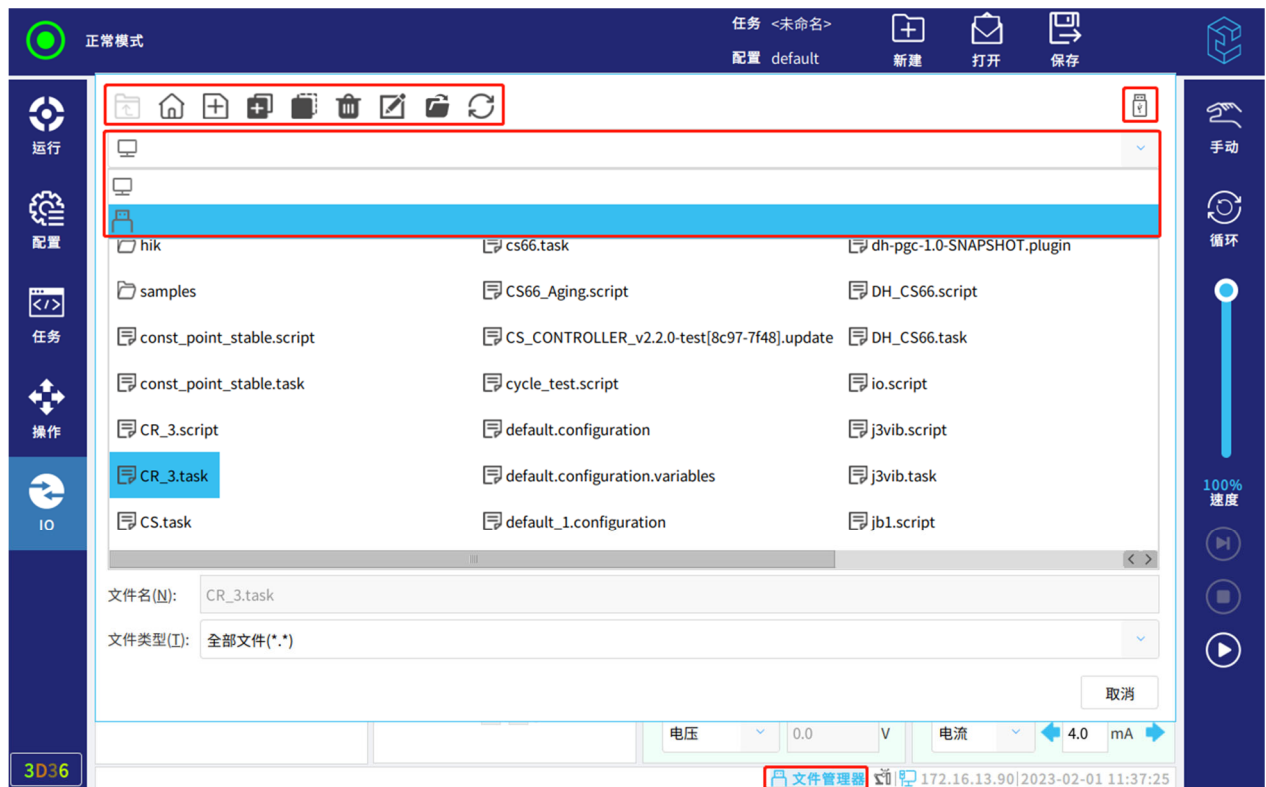 正常模式
任务 <未命名>
配置 default
新建
打开
保存
运行
配置
任务
操作
IO
3D36
hik
samples
const_point_stable.script
const_point_stable.task
CR_3.script
CR_3.task
CS.task
cs66.task
CS66_Aging.script
CS_CONTROLLER_v2.2.0-test[8c97-7f48].update
cycle_test.script
default.configuration
default.configuration.variables
default_1.configuration
dh-pgc-1.0-SNAPSHOT.plugin
DH_CS66.script
DH_CS66.task
io.script
j3vib.script
j3vib.task
jb1.script
文件名(N): CR_3.task
文件类型(T): 全部文件(*.*)
取消
手动
循环
100%
速度
电压 0.0 V 电流 4.0 mA
文件管理器 172.16.13.90|2023-02-01 11:37:25